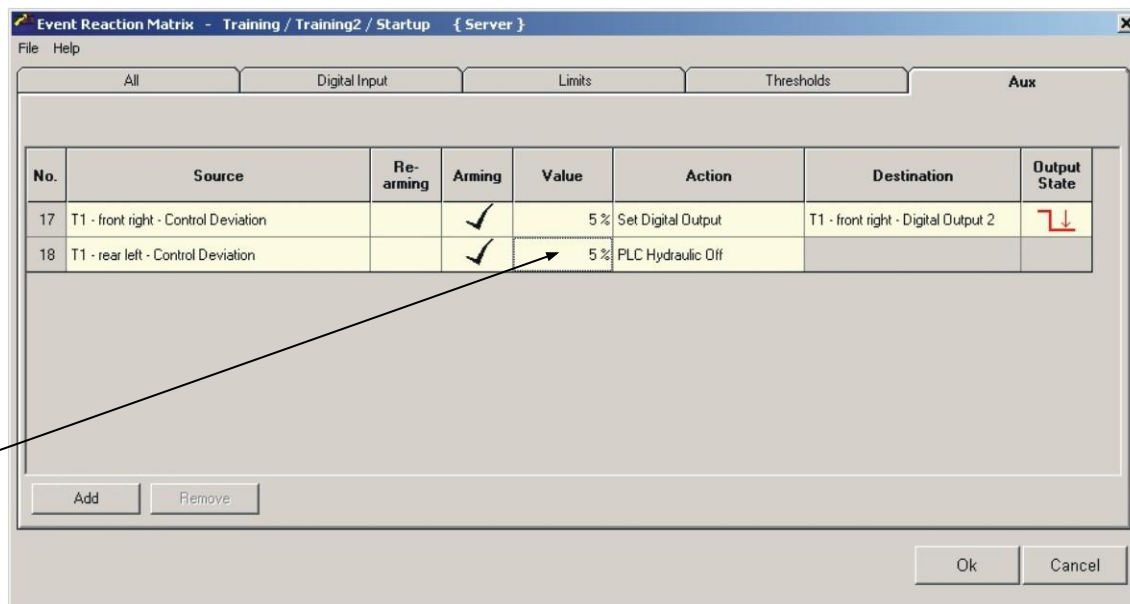 Event Reaction Matrix - Training / Training2 / Startup { Server }
File Help
All Digital Input Limits Thresholds Aux
No. Source Re-arming Arming Value Action Destination Output State
17 T1 - front right - Control Deviation 5 % Set Digital Output T1 - front right - Digital Output 2
18 T1 - rear left - Control Deviation 5 % PLC Hydraulic Off
Add Remove
Ok Cancel